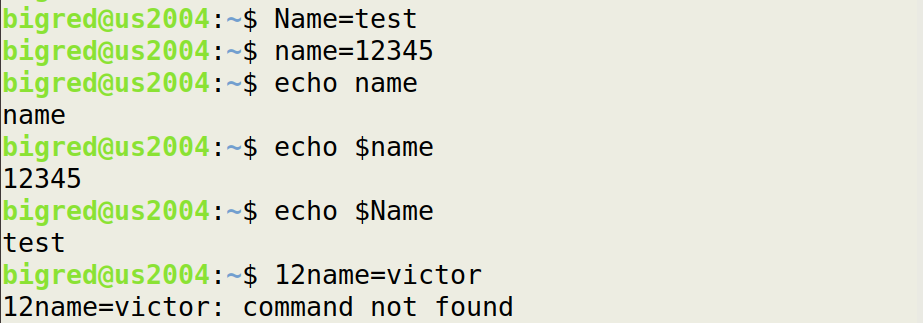 bigred@us2004:~$ Name=test
bigred@us2004:~$ name=12345
bigred@us2004:~$ echo name
name
bigred@us2004:~$ echo $name
12345
bigred@us2004:~$ echo $Name
test
bigred@us2004:~$ 12name=victor
12name=victor: command not found